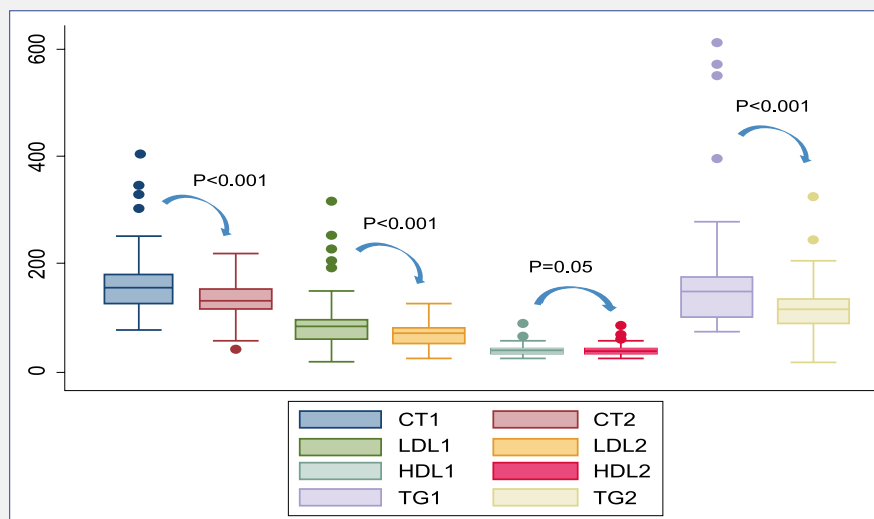 600
P<0.001
400
P<0.001
P<0.001
200
P=0.05
0
CT1 CT2
LDL1 LDL2
HDL1 HDL2
TG1 TG2